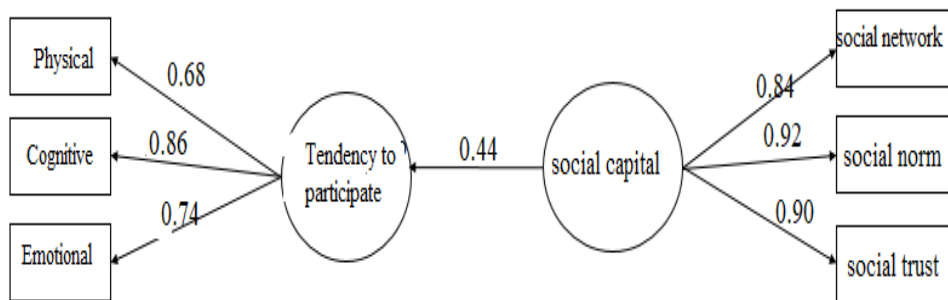 Physical
0.68
Cognitive
0.86
Emotional
0.74
Tendency to
participate
0.44
social capital
0.84
social network
0.92
social norm
0.90
social trust